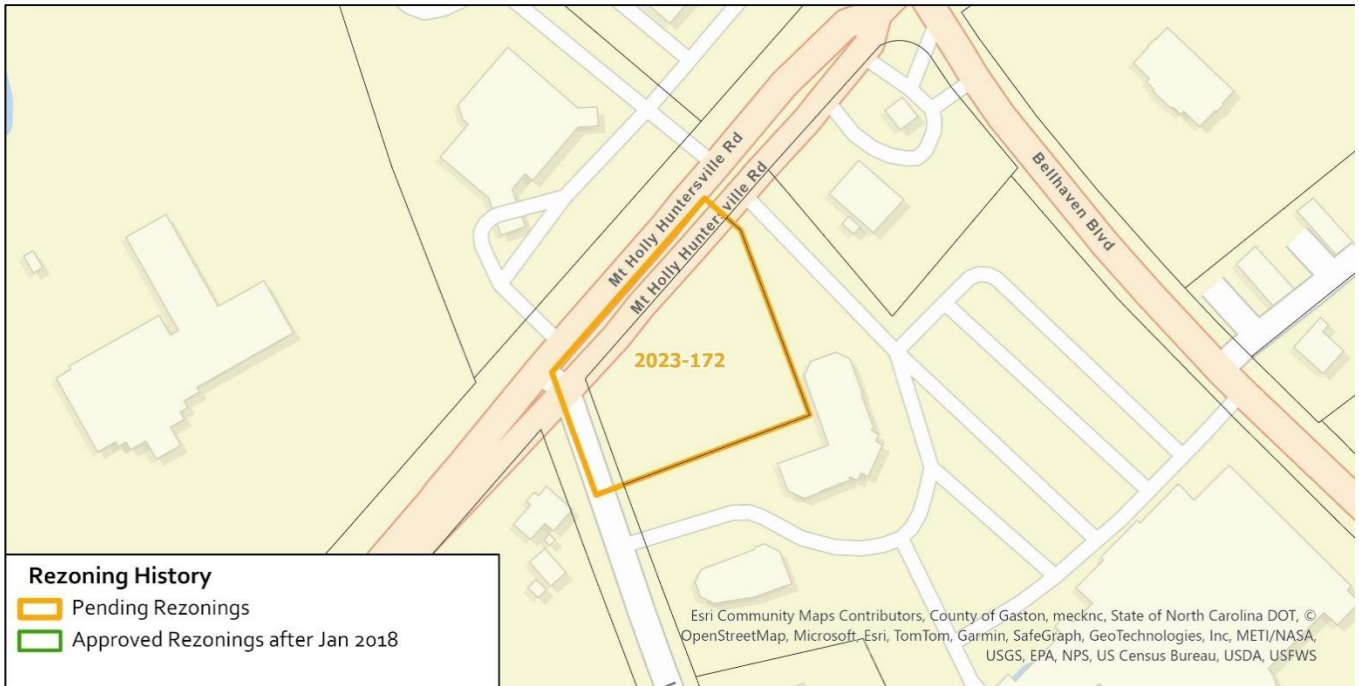 Mt Holly Huntersville Rd
Mt Holly Huntersville Rd
Bellhaven Blvd
2023-172
Rezoning History
Pending Rezonings
Approved Rezonings after Jan 2018
Esri Community Maps Contributors, County of Gaston, mecknc, State of North Carolina DOT, ©
OpenStreetMap, Microsoft, Esri, TomTom, Garmin, SafeGraph, GeoTechnologies, Inc, METI/NASA,
USGS, EPA, NPS, US Census Bureau, USDA, USFWS